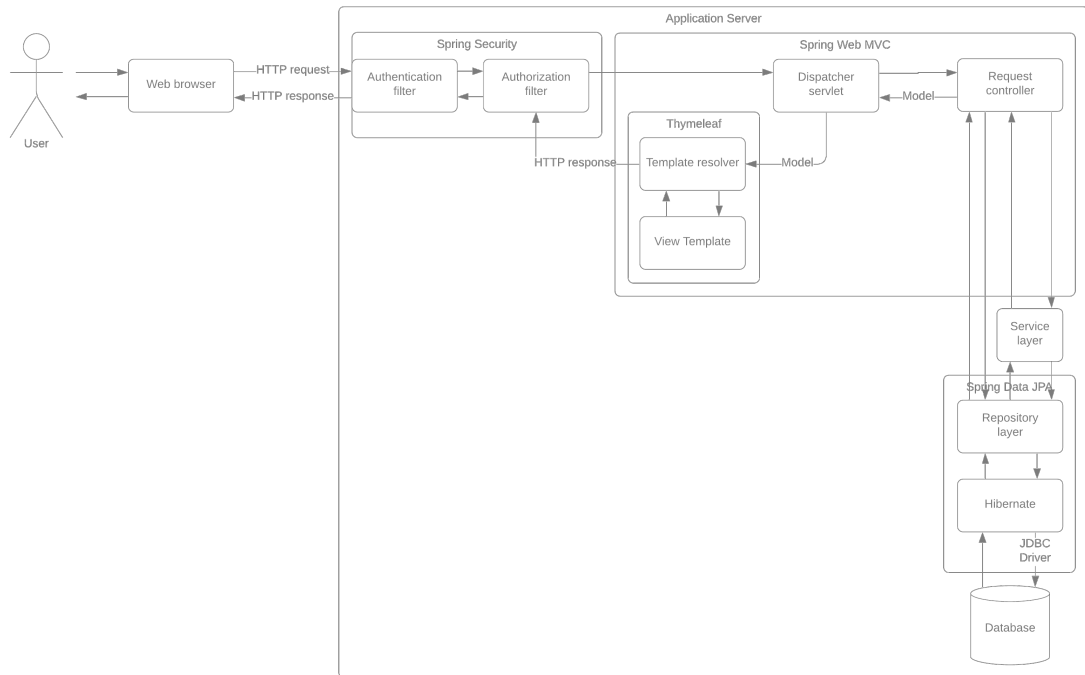 Application Server
Spring Security
Spring Web MVC
User
Web browser
HTTP request
HTTP response
Authentication
filter
Authorization
filter
Dispatcher
servlet
Model
Request
controller
Thymeleaf
HTTP response
Template resolver
Model
View Template
Service
layer
Spring Data JPA
Repository
layer
Hibernate
JDBC
Driver
Database